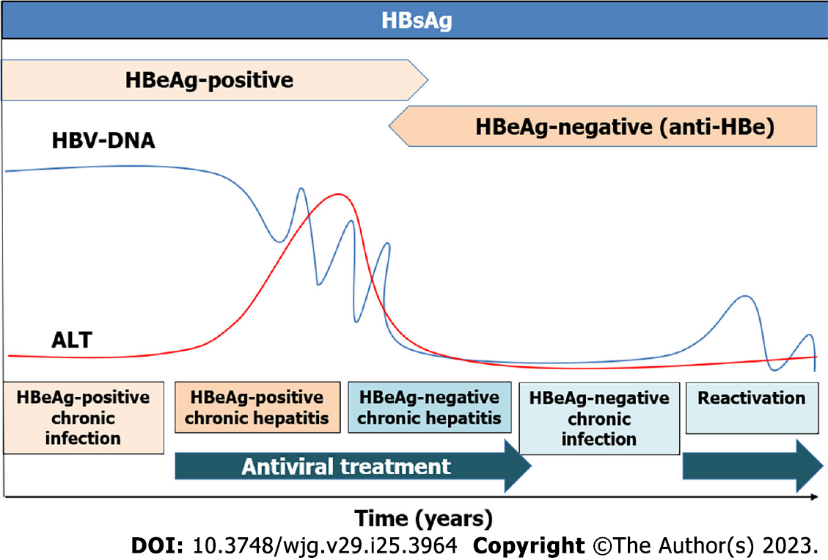 HBsAg
HBeAg-positive
HBeAg-negative (anti-HBe)
HBV-DNA
ALT
HBeAg-positive
chronic
infection
HBeAg-positive
chronic hepatitis
HBeAg-negative
chronic hepatitis
HBeAg-negative
chronic
infection
Reactivation
Antiviral treatment
Time (years)
DOI: 10.3748/wjg.v29.i25.3964 Copyright ©The Author(s) 2023.